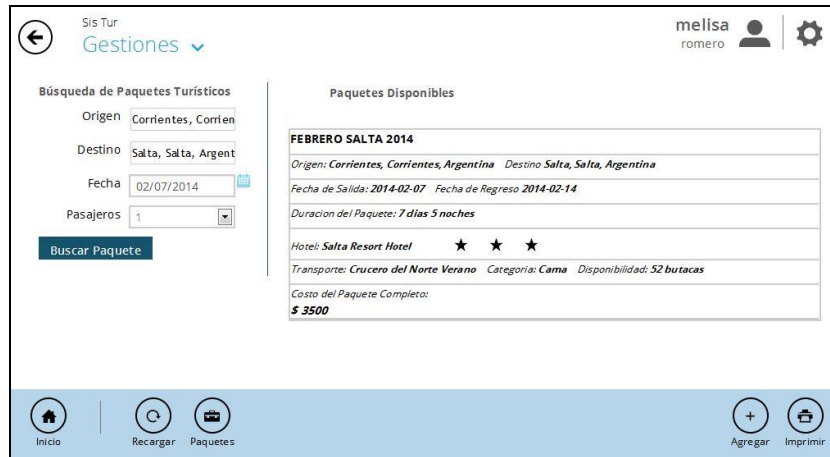 Sis Tur
Gestiones
melisa
romero
Búsqueda de Paquetes Turísticos
Origen Corrientes, Corrien
Destino Salta, Salta, Argent
Fecha 02/07/2014
Pasajeros 1
Buscar Paquete
Paquetes Disponibles
FEBRERO SALTA 2014
Origen: Corrientes, Corrientes, Argentina Destino Salta, Salta, Argentina
Fecha de Salida: 2014-02-07 Fecha de Regreso 2014-02-14
Duracion del Paquete: 7 dias 5 noches
Hotel: Salta Resort Hotel ★ ★ ★
Transporte: Crucero del Norte Verano Categoria: Cama Disponibilidad: 52 butacas
Costo del Paquete Completo:
$ 3500
Inicio
Recargar
Paquetes
Agregar
Imprimir